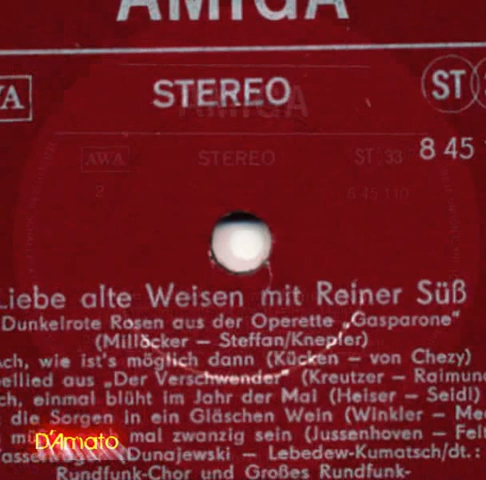 AMIGA
STEREO
ST
8 45
AWA STEREO ST 33
2 8 45 110
Liebe alte Weisen mit Reiner Süß
Dunkelrote Rosen aus der Operette „Gasparone"
(Millöcker – Steffan/Knepler)
Ach, wie ist's möglich dann (Kücken – von Chezy)
aus „Der Verschwender" (Kreutzer – Raimund
einmal blüht im Jahr der Mai (Heiser – Seidl)
die Sorgen in ein Gläschen Wein (Winkler –
D'Amato mal zwanzig sein (Jussenhoven –
(Dunajewski – Lebedew-Kumatsch/dt.:
Rundfunk-Chor und Großes Rundfunk-